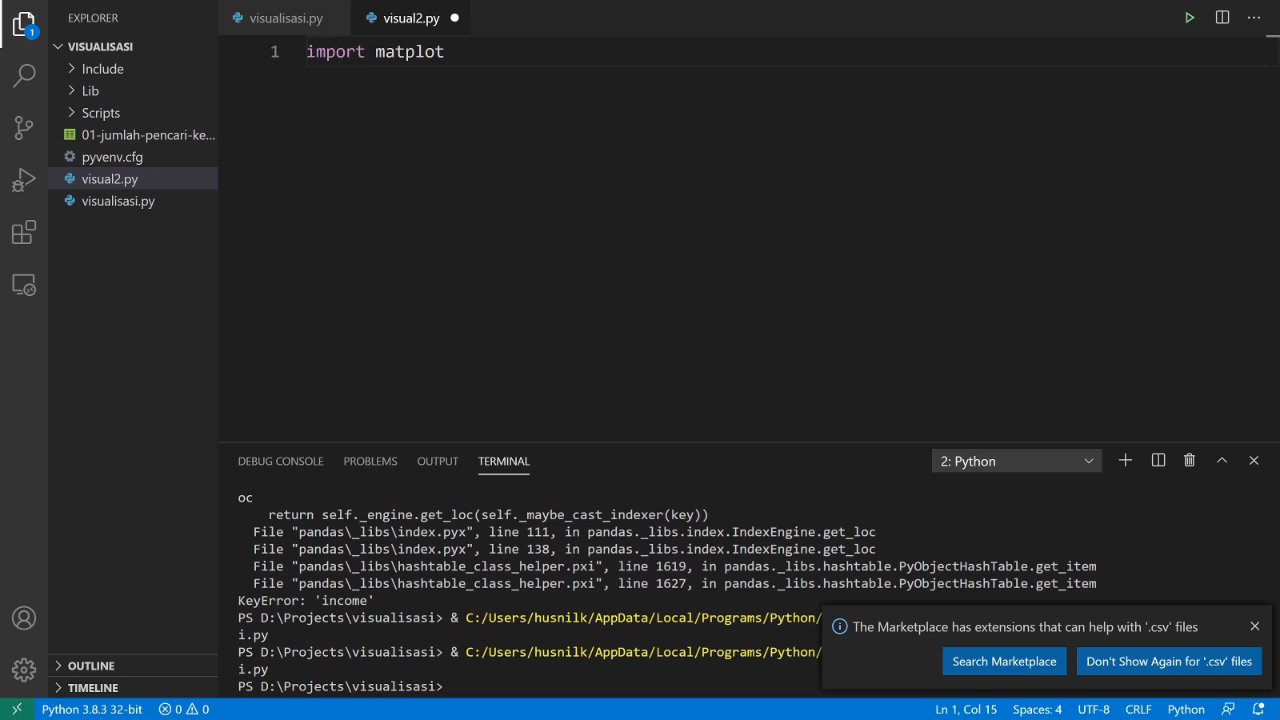 EXPLORER
visualisasi.py
visual2.py
1
VISUALISASI
Include
Lib
Scripts
01-jumlah-pencari-ke...
pyvenv.cfg
visual2.py
visualisasi.py
1 import matplot
DEBUG CONSOLE PROBLEMS OUTPUT TERMINAL
2: Python
oc
return self._engine.get_loc(self._maybe_cast_indexer(key))
File "pandas\_libs\index.pyx", line 111, in pandas._libs.index.IndexEngine.get_loc
File "pandas\_libs\index.pyx", line 138, in pandas._libs.index.IndexEngine.get_loc
File "pandas\_libs\hashtable_class_helper.pxi", line 1619, in pandas._libs.hashtable.PyObjectHashTable.get_item
File "pandas\_libs\hashtable_class_helper.pxi", line 1627, in pandas._libs.hashtable.PyObjectHashTable.get_item
KeyError: 'income'
PS D:\Projects\visualisasi> & C:/Users/husnilk/AppData/Local/Programs/Python/
i.py
PS D:\Projects\visualisasi> & C:/Users/husnilk/AppData/Local/Programs/Python/
i.py
PS D:\Projects\visualisasi>
The Marketplace has extensions that can help with '.csv' files
Search Marketplace
Don't Show Again for '.csv' files
OUTLINE
TIMELINE
Python 3.8.3 32-bit 0 0 Ln 1, Col 15 Spaces: 4 UTF-8 CRLF Python